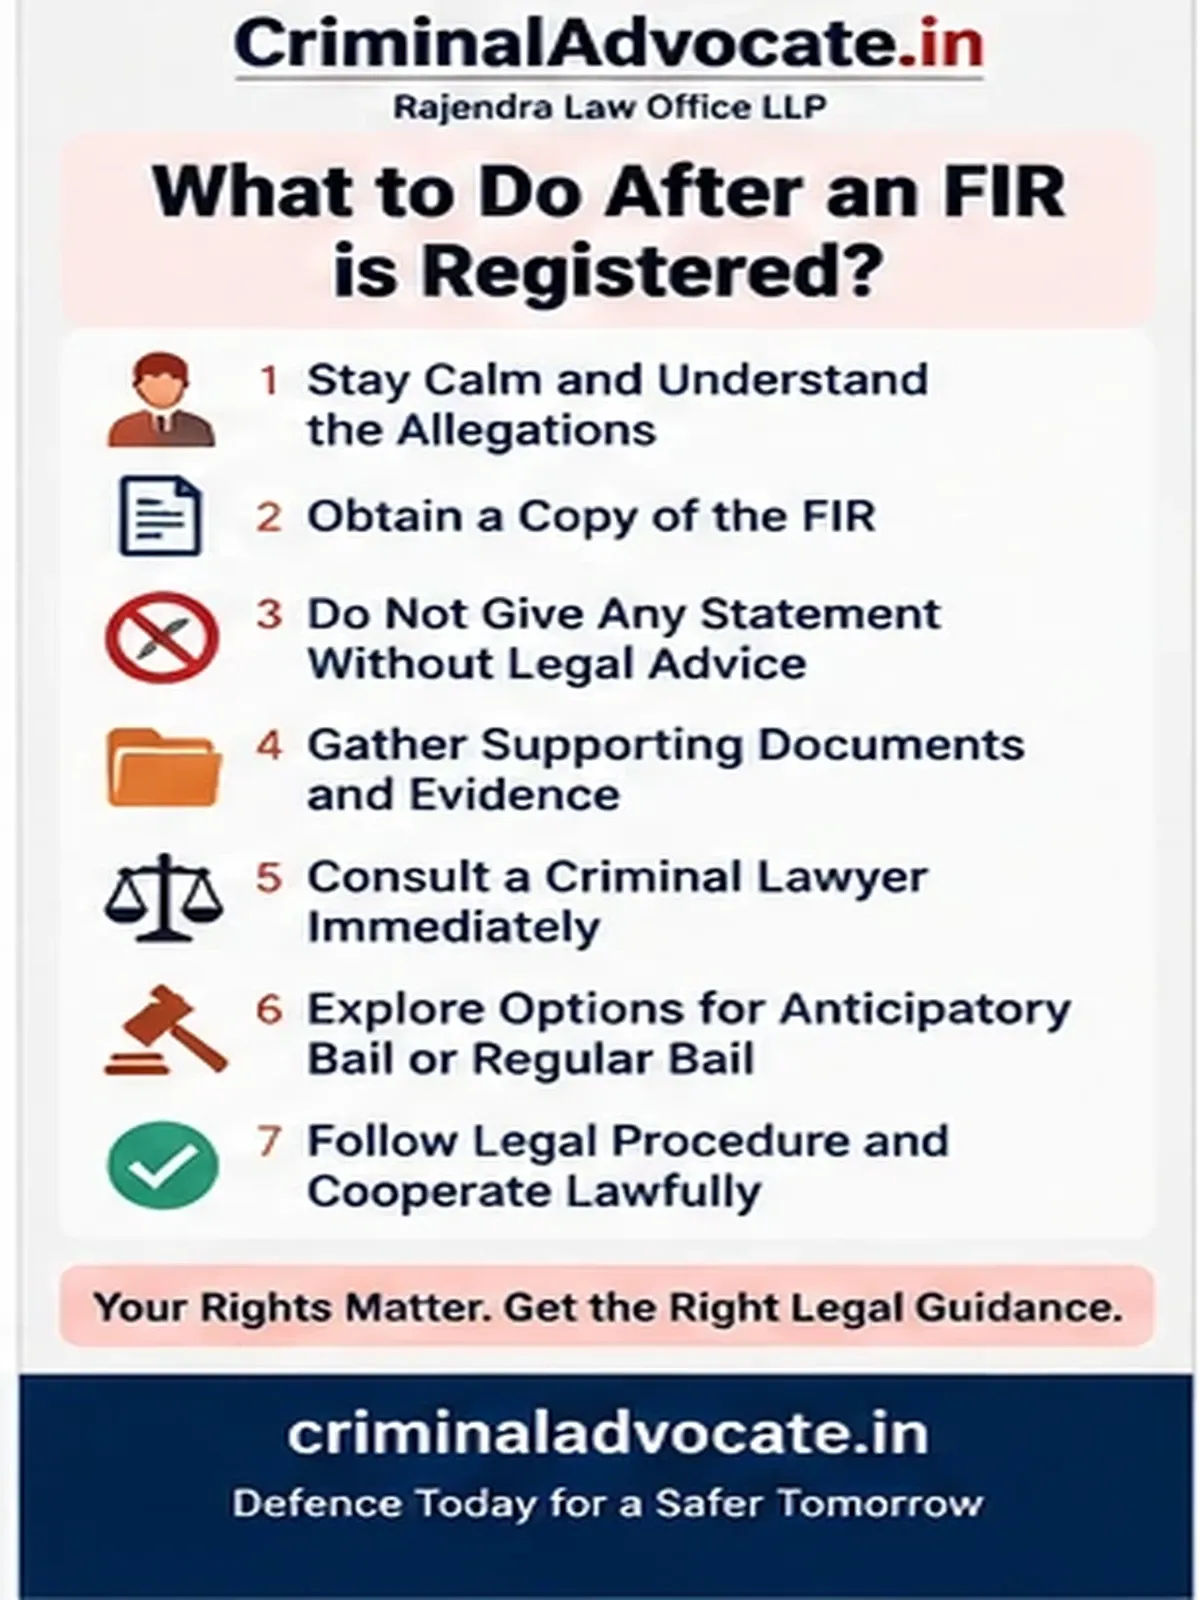 CriminalAdvocate.in
Rajendra Law Office LLP
What to Do After an FIR
is Registered?
1 Stay Calm and Understand
the Allegations
2 Obtain a Copy of the FIR
3 Do Not Give Any Statement
Without Legal Advice
4 Gather Supporting Documents
and Evidence
5 Consult a Criminal Lawyer
Immediately
6 Explore Options for Anticipatory
Bail or Regular Bail
7 Follow Legal Procedure and
Cooperate Lawfully
Your Rights Matter. Get the Right Legal Guidance.
criminaladvocate.in
Defence Today for a Safer Tomorrow